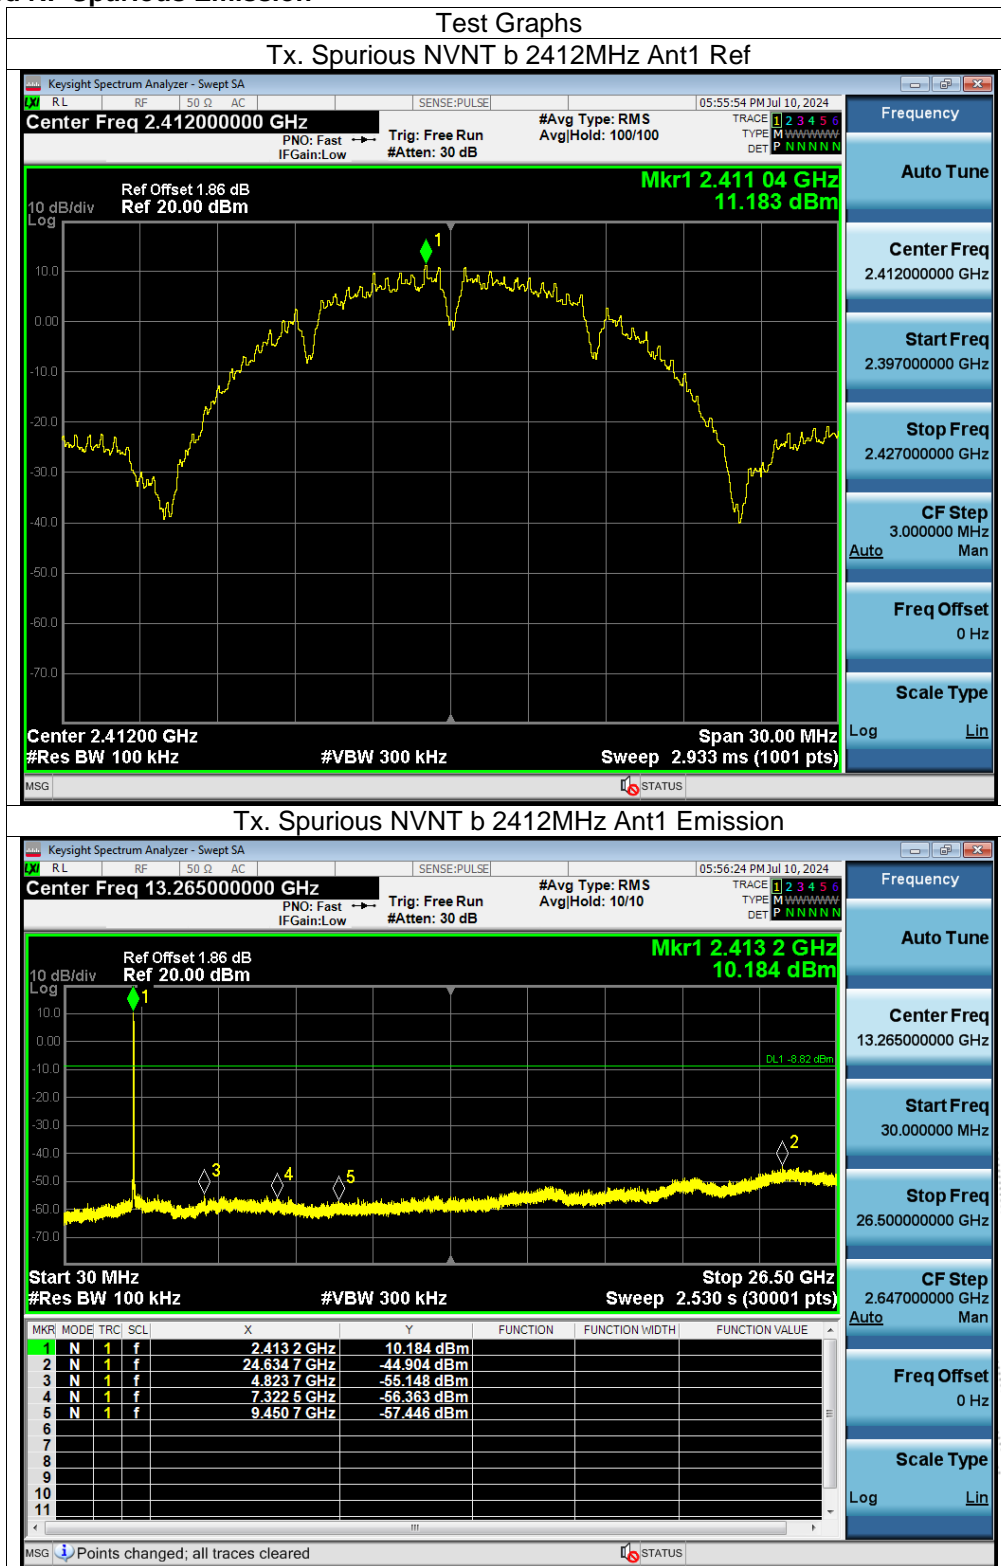 Test Graphs
Tx. Spurious NVNT b 2412MHz Ant1 Ref
Keysight Spectrum Analyzer - Swept SA
LXI RL RF 50 Ω AC SENSE:PULSE 05:55:54 PM Jul 10, 2024
Center Freq 2.412000000 GHz #Avg Type: RMS TRACE 1 2 3 4 5 6
PNO: Fast Trig: Free Run Avg|Hold: 100/100 TYPE M WWWWW
IFGain:Low #Atten: 30 dB DET P N N N N N
Frequency
Auto Tune
Mkr1 2.411 04 GHz
11.183 dBm
Ref Offset 1.86 dB
10 dB/div Ref 20.00 dBm
Log
1
10.0
0.00
-10.0
-20.0
-30.0
-40.0
-50.0
-60.0
-70.0
Center 2.41200 GHz Span 30.00 MHz
#Res BW 100 kHz #VBW 300 kHz Sweep 2.933 ms (1001 pts)
Center Freq
2.412000000 GHz
Start Freq
2.397000000 GHz
Stop Freq
2.427000000 GHz
CF Step
3.000000 MHz
Auto Man
Freq Offset
0 Hz
Scale Type
Log Lin
MSG STATUS
Tx. Spurious NVNT b 2412MHz Ant1 Emission
Keysight Spectrum Analyzer - Swept SA
LXI RL RF 50 Ω AC SENSE:PULSE 05:56:24 PM Jul 10, 2024
Center Freq 13.265000000 GHz #Avg Type: RMS TRACE 1 2 3 4 5 6
PNO: Fast Trig: Free Run Avg|Hold: 10/10 TYPE M WWWWW
IFGain:Low #Atten: 30 dB DET P N N N N N
Frequency
Auto Tune
Mkr1 2.413 2 GHz
10.184 dBm
Ref Offset 1.86 dB
10 dB/div Ref 20.00 dBm
Log
1
10.0
0.00
DL1 -8.82 dBm
-10.0
-20.0
-30.0
-40.0
2
3 4 5
-50.0
-60.0
-70.0
Start 30 MHz Stop 26.50 GHz
#Res BW 100 kHz #VBW 300 kHz Sweep 2.530 s (30001 pts)
MKR MODE TRC SCL X Y FUNCTION FUNCTION WIDTH FUNCTION VALUE
1 N 1 f 2.413 2 GHz 10.184 dBm
2 N 1 f 24.634 7 GHz -44.904 dBm
3 N 1 f 4.823 7 GHz -55.148 dBm
4 N 1 f 7.322 5 GHz -56.363 dBm
5 N 1 f 9.450 7 GHz -57.446 dBm
6
7
8
9
10
11
Center Freq
13.265000000 GHz
Start Freq
30.000000 MHz
Stop Freq
26.500000000 GHz
CF Step
2.647000000 GHz
Auto Man
Freq Offset
0 Hz
Scale Type
Log Lin
MSG Points changed; all traces cleared STATUS